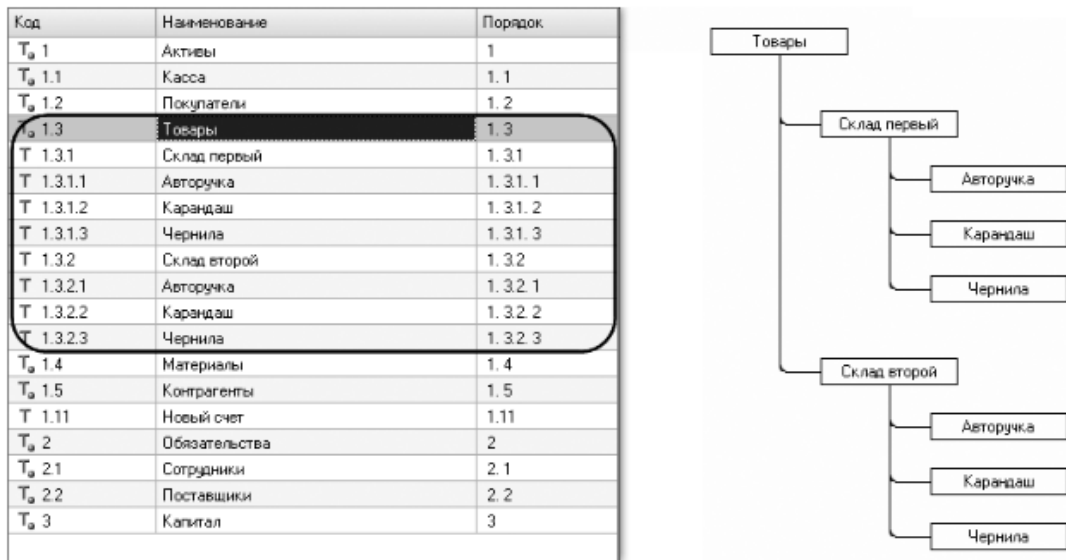 Код Наименование Порядок
1 Активы 1
1.1 Касса 1. 1
1.2 Покупатели 1. 2
1.3 Товары 1. 3
1.3.1 Склад первый 1. 3.1
1.3.1.1 Авторучка 1. 3.1. 1
1.3.1.2 Карандаш 1. 3.1. 2
1.3.1.3 Чернила 1. 3.1. 3
1.3.2 Склад второй 1. 3.2
1.3.2.1 Авторучка 1. 3.2. 1
1.3.2.2 Карандаш 1. 3.2. 2
1.3.2.3 Чернила 1. 3.2. 3
1.4 Материалы 1. 4
1.5 Контрагенты 1. 5
1.11 Новый счет 1.11
2 Обязательства 2
2.1 Сотрудники 2. 1
2.2 Поставщики 2. 2
3 Капитал 3
Товары
Склад первый
Авторучка
Карандаш
Чернила
Склад второй
Авторучка
Карандаш
Чернила